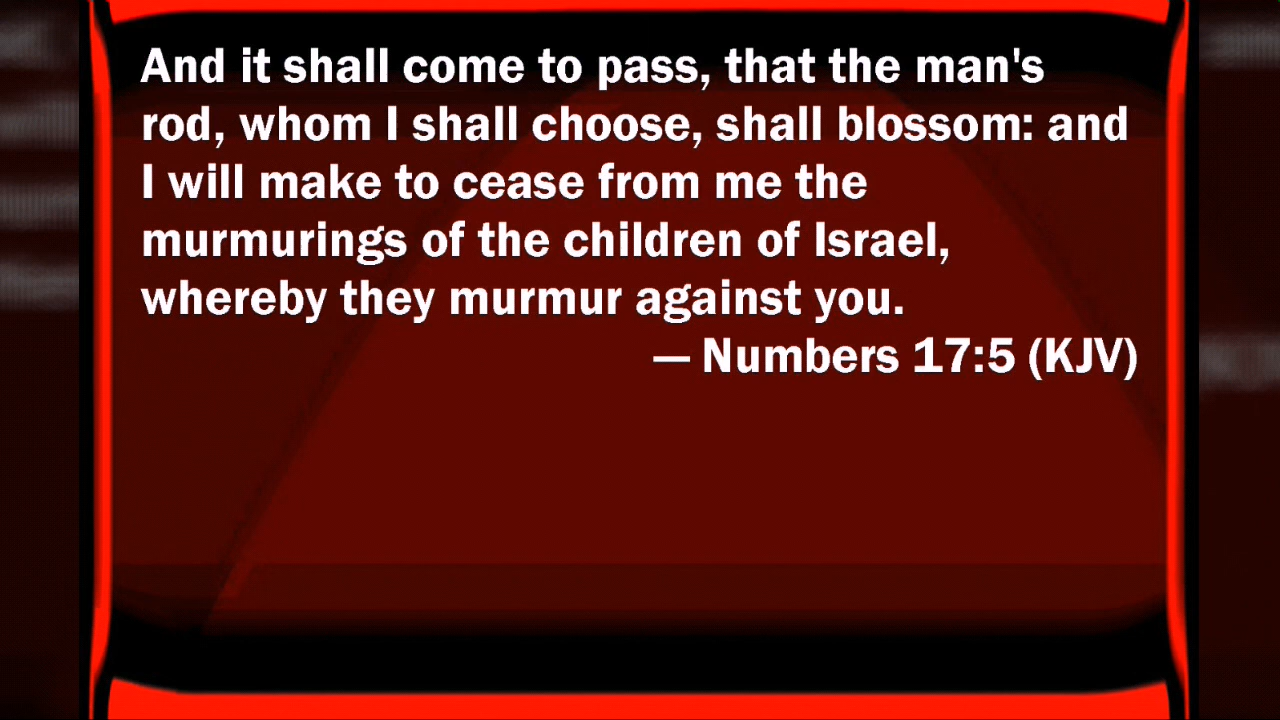 And it shall come to pass, that the man's
rod, whom I shall choose, shall blossom: and
I will make to cease from me the
murmurings of the children of Israel,
whereby they murmur against you.
— Numbers 17:5 (KJV)